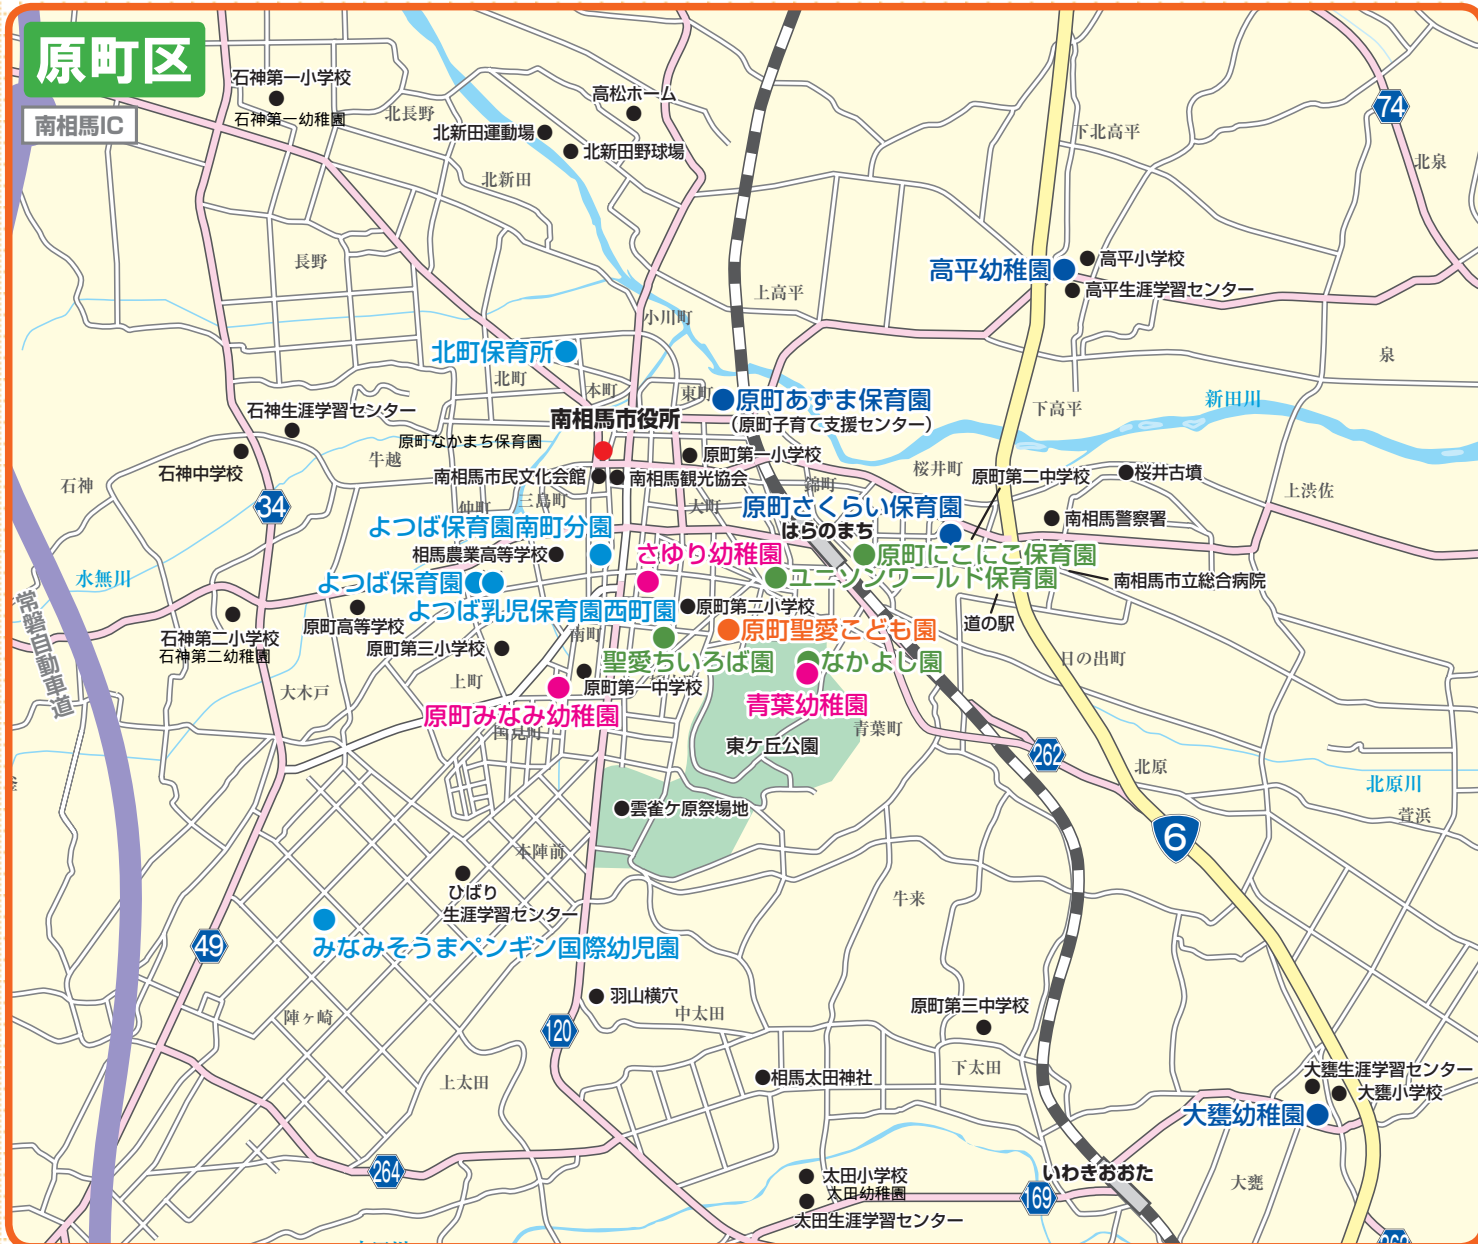 原町区
南相馬IC
石神第一小学校
石神第一幼稚園
北長野
高松ホーム
北新田運動場
北新田野球場
北新田
下北高平
74
北泉
長野
高平幼稚園
高平小学校
高平生涯学習センター
上高平
小川町
北町保育所
北町
本町
東町
泉
原町あずま保育園
(原町子育て支援センター)
新田川
下高平
石神生涯学習センター
南相馬市役所
原町なかまち保育園
石神中学校
牛越
原町第一小学校
桜井町
原町第二中学校
桜井古墳
石神
南相馬市民文化会館
南相馬観光協会
錦町
上渋佐
34
仲町
三島町
大町
原町さくらい保育園
南相馬警察署
よつば保育園南町分園
はらのまち
相馬農業高等学校
さゆり幼稚園
原町にこにこ保育園
水無川
よつば保育園
ユニゾンワールド保育園
南相馬市立総合病院
よつば乳児保育園西町園
原町第二小学校
常磐自動車道
石神第二小学校
石神第二幼稚園
原町高等学校
原町第三小学校
南町
原町聖愛こども園
道の駅
聖愛ちいろば園
なかよし園
日の出町
大木戸
上町
原町第一中学校
原町みなみ幼稚園
青葉幼稚園
国見町
東ケ丘公園
青葉町
262
北原
北原川
萱浜
雲雀ケ原祭場地
6
本陣前
ひばり
生涯学習センター
牛来
49
みなみそうまペンギン国際幼児園
羽山横穴
中太田
原町第三中学校
陣ヶ崎
120
上太田
相馬太田神社
下太田
大甕生涯学習センター
大甕小学校
大甕幼稚園
264
太田小学校
太田幼稚園
太田生涯学習センター
いわきおおた
169
大甕